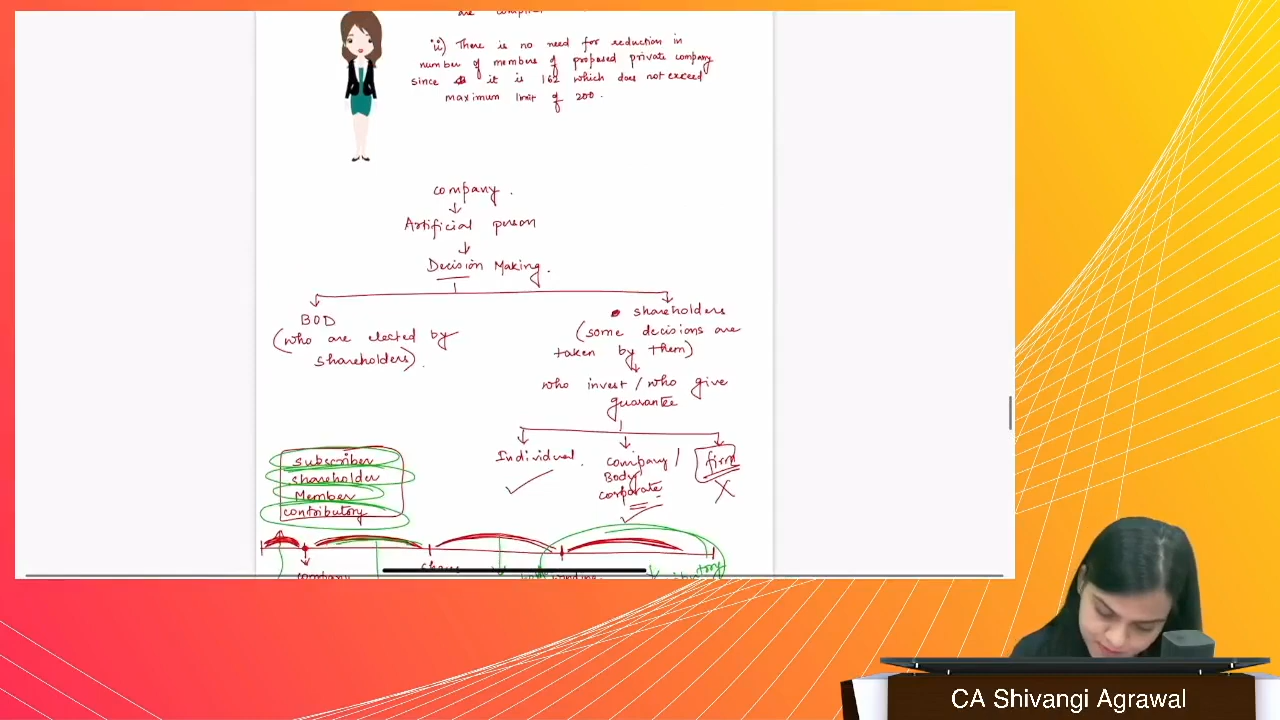 ii) There is no need for reduction in
number of members of proposed private company
since it is 162 which does not exceed
maximum limit of 200.
company.
Artificial person
Decision Making.
BOD
(who are elected by
shareholders).
shareholders
(some decisions are
taken by them)
who invest / who give
guarantee
Individual.
company /
Body
corporate
firm
X
subscriber
shareholder
Member
contributory
company
CA Shivangi Agrawal